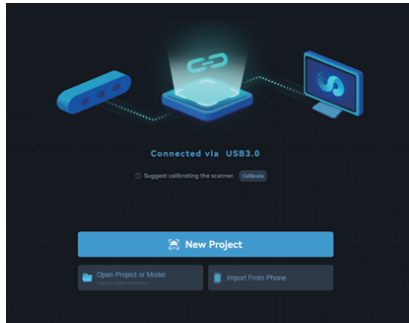 Connected via USB3.0
Suggest calibrating the scanner. Calibrate
New Project
Open Project or Model
Import From Phone